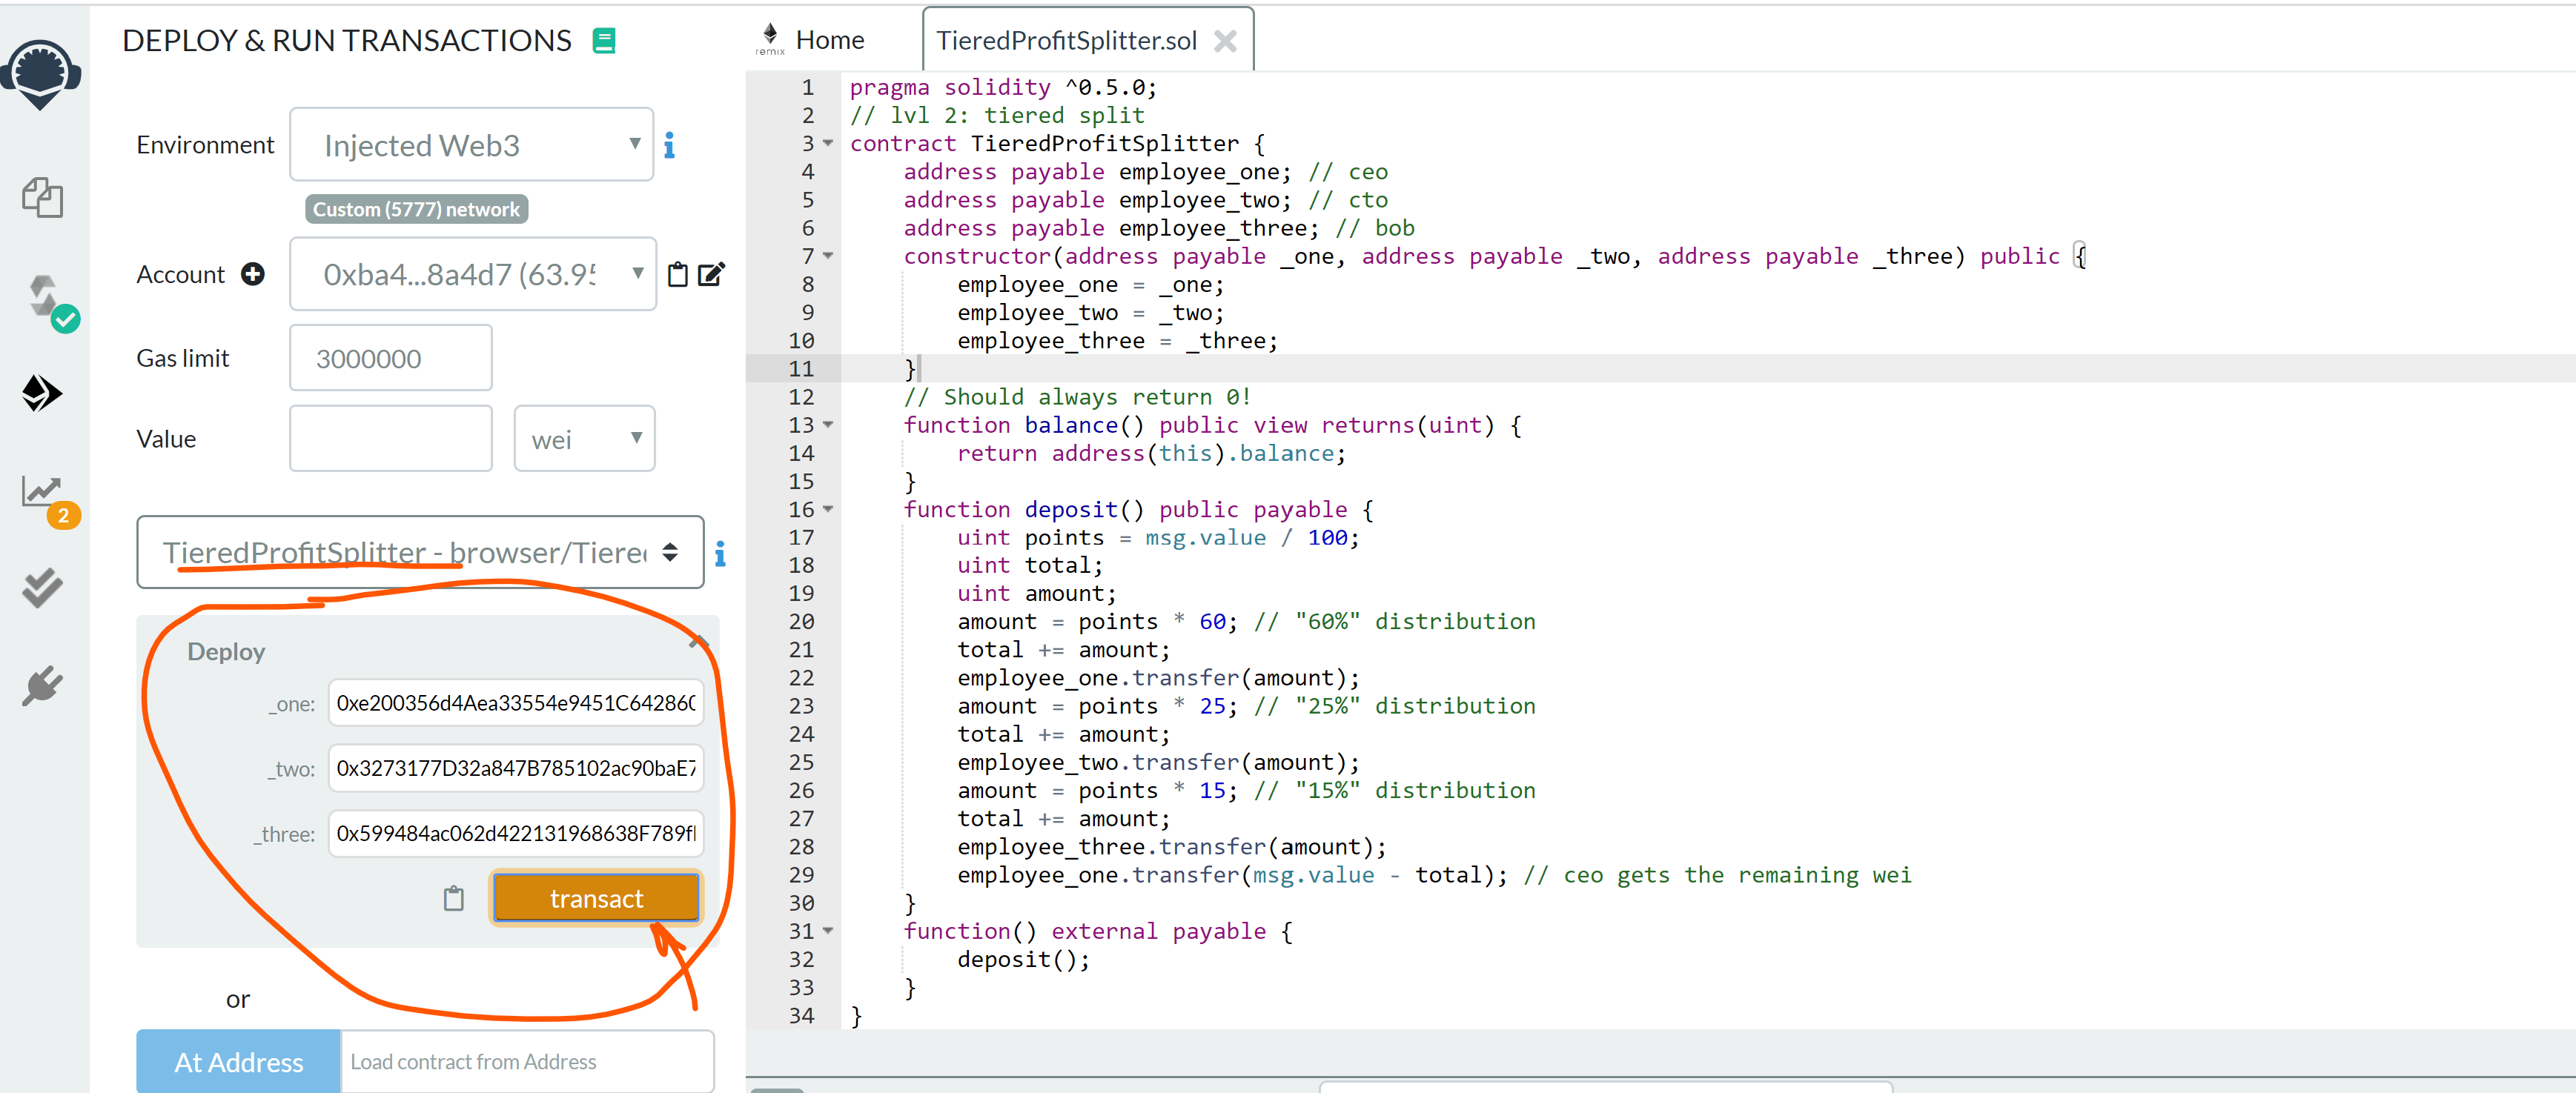 DEPLOY & RUN TRANSACTIONS
Environment
Injected Web3
Custom (5777) network
Account
0xba4...8a4d7 (63.95
Gas limit
3000000
Value
wei
TieredProfitSplitter - browser/Tiere
Deploy
_one:
0xe200356d4Aea33554e9451C64286
_two:
0x3273177D32a847B785102ac90baE7
_three:
0x599484ac062d422131968638F789f
transact
or
At Address
Load contract from Address
2
remix
Home
TieredProfitSplitter.sol
1 pragma solidity ^0.5.0;
2 // lvl 2: tiered split
3 contract TieredProfitSplitter {
4 address payable employee_one; // ceo
5 address payable employee_two; // cto
6 address payable employee_three; // bob
7 constructor(address payable _one, address payable _two, address payable _three) public {
8 employee_one = _one;
9 employee_two = _two;
10 employee_three = _three;
11 }
12 // Should always return 0!
13 function balance() public view returns(uint) {
14 return address(this).balance;
15 }
16 function deposit() public payable {
17 uint points = msg.value / 100;
18 uint total;
19 uint amount;
20 amount = points * 60; // "60%" distribution
21 total += amount;
22 employee_one.transfer(amount);
23 amount = points * 25; // "25%" distribution
24 total += amount;
25 employee_two.transfer(amount);
26 amount = points * 15; // "15%" distribution
27 total += amount;
28 employee_three.transfer(amount);
29 employee_one.transfer(msg.value - total); // ceo gets the remaining wei
30 }
31 function() external payable {
32 deposit();
33 }
34 }